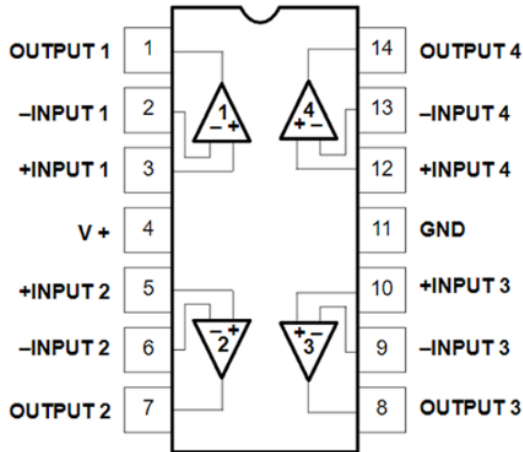 OUTPUT 1 1 14 OUTPUT 4
–INPUT 1 2 1 4 13 –INPUT 4
– + + –
+INPUT 1 3 12 +INPUT 4
V + 4 11 GND
+INPUT 2 5 10 +INPUT 3
– + + –
–INPUT 2 6 2 3 9 –INPUT 3
OUTPUT 2 7 8 OUTPUT 3